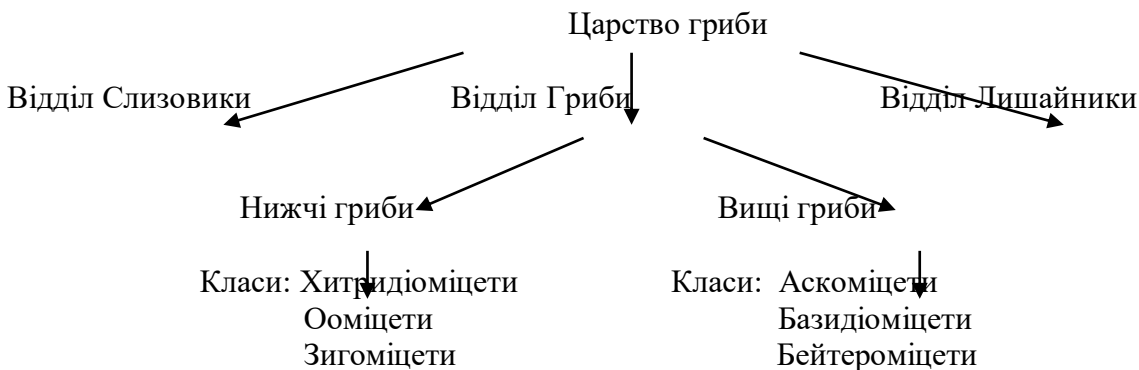 Царство гриби
Відділ Слизовики Відділ Гриби Відділ Лишайники
Нижчі гриби Вищі гриби
Класи: Хитридіоміцети Класи: Аскоміцети
Ооміцети Базидіоміцети
Зигоміцети Бейтероміцети